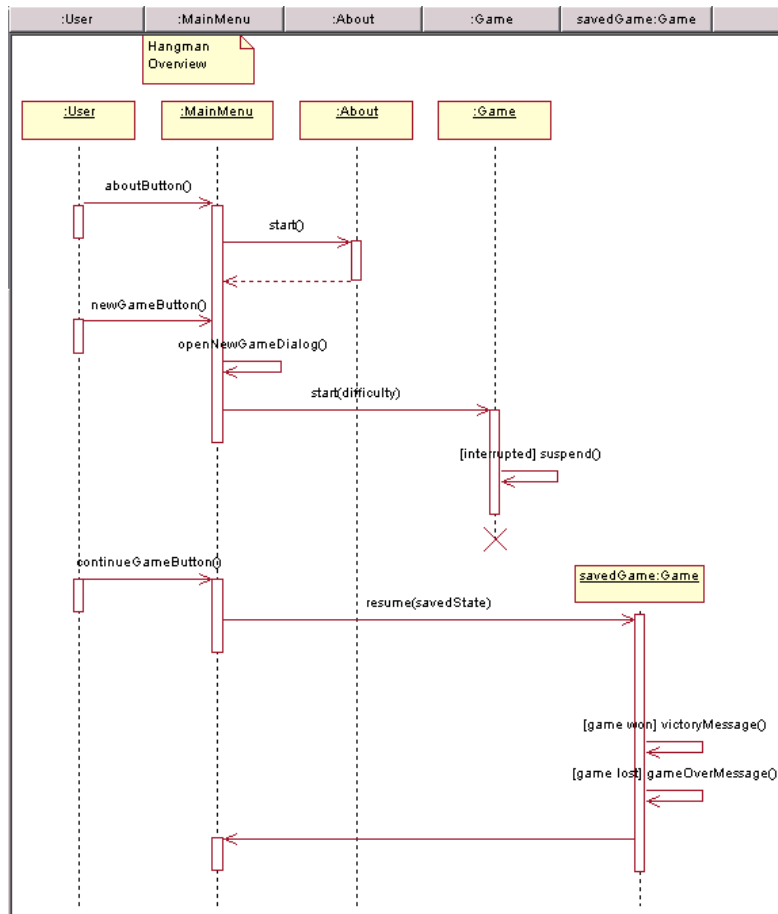 :User
:MainMenu
:About
:Game
savedGame:Game
Hangman
Overview
:User
:MainMenu
:About
:Game
aboutButton()
start()
newGameButton()
openNewGameDialog()
start(difficulty)
[interrupted] suspend()
continueGameButton()
savedGame:Game
resume(savedState)
[game won] victoryMessage()
[game lost] gameOverMessage()